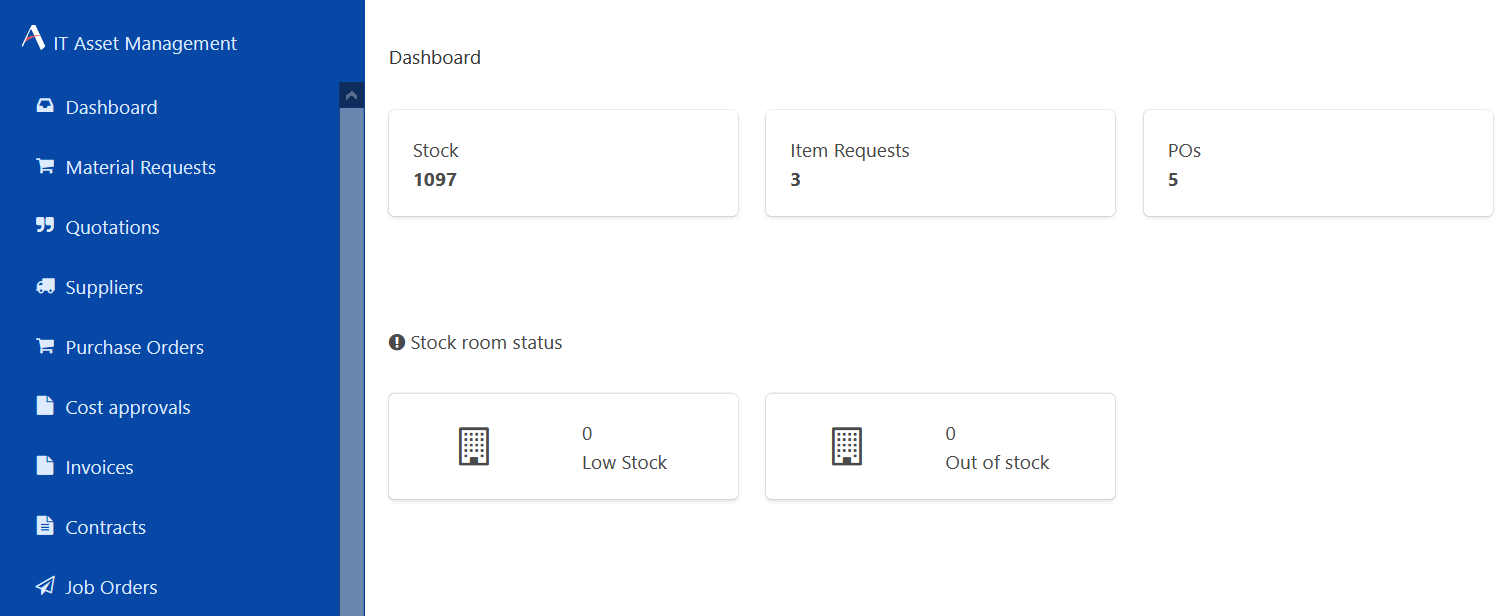 IT Asset Management
Dashboard
Material Requests
Quotations
Suppliers
Purchase Orders
Cost approvals
Invoices
Contracts
Job Orders
Dashboard
Stock
1097
Item Requests
3
POs
5
Stock room status
0
Low Stock
0
Out of stock